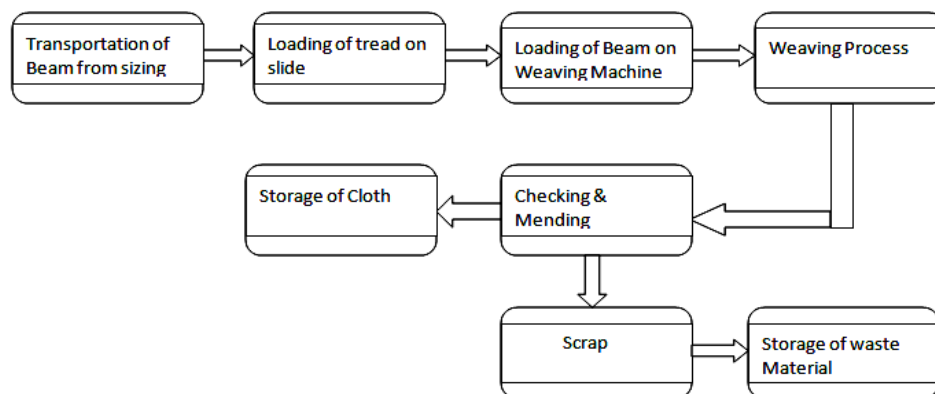 Transportation of
Beam from sizing
Loading of tread on
slide
Loading of Beam on
Weaving Machine
Weaving Process
Storage of Cloth
Checking &
Mending
Scrap
Storage of waste
Material